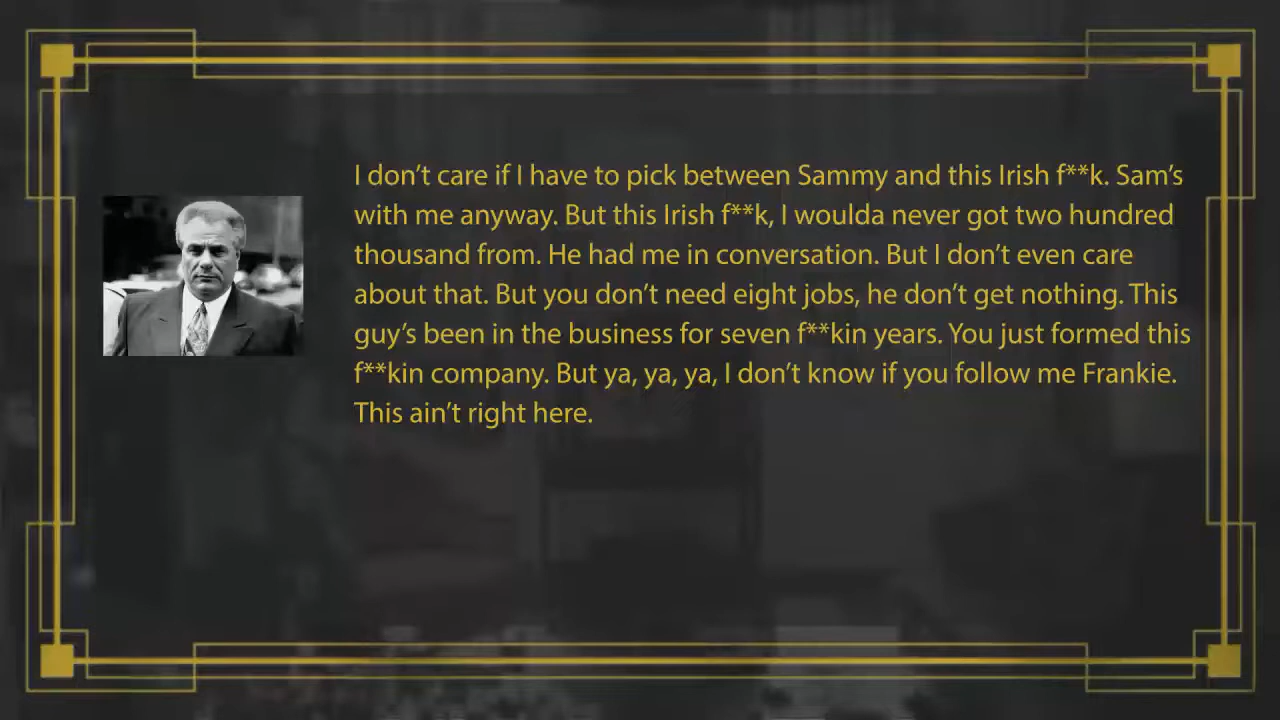 I don’t care if I have to pick between Sammy and this Irish f**k. Sam’s
with me anyway. But this Irish f**k, I woulda never got two hundred
thousand from. He had me in conversation. But I don’t even care
about that. But you don’t need eight jobs, he don’t get nothing. This
guy’s been in the business for seven f**kin years. You just formed this
f**kin company. But ya, ya, ya, I don’t know if you follow me Frankie.
This ain’t right here.